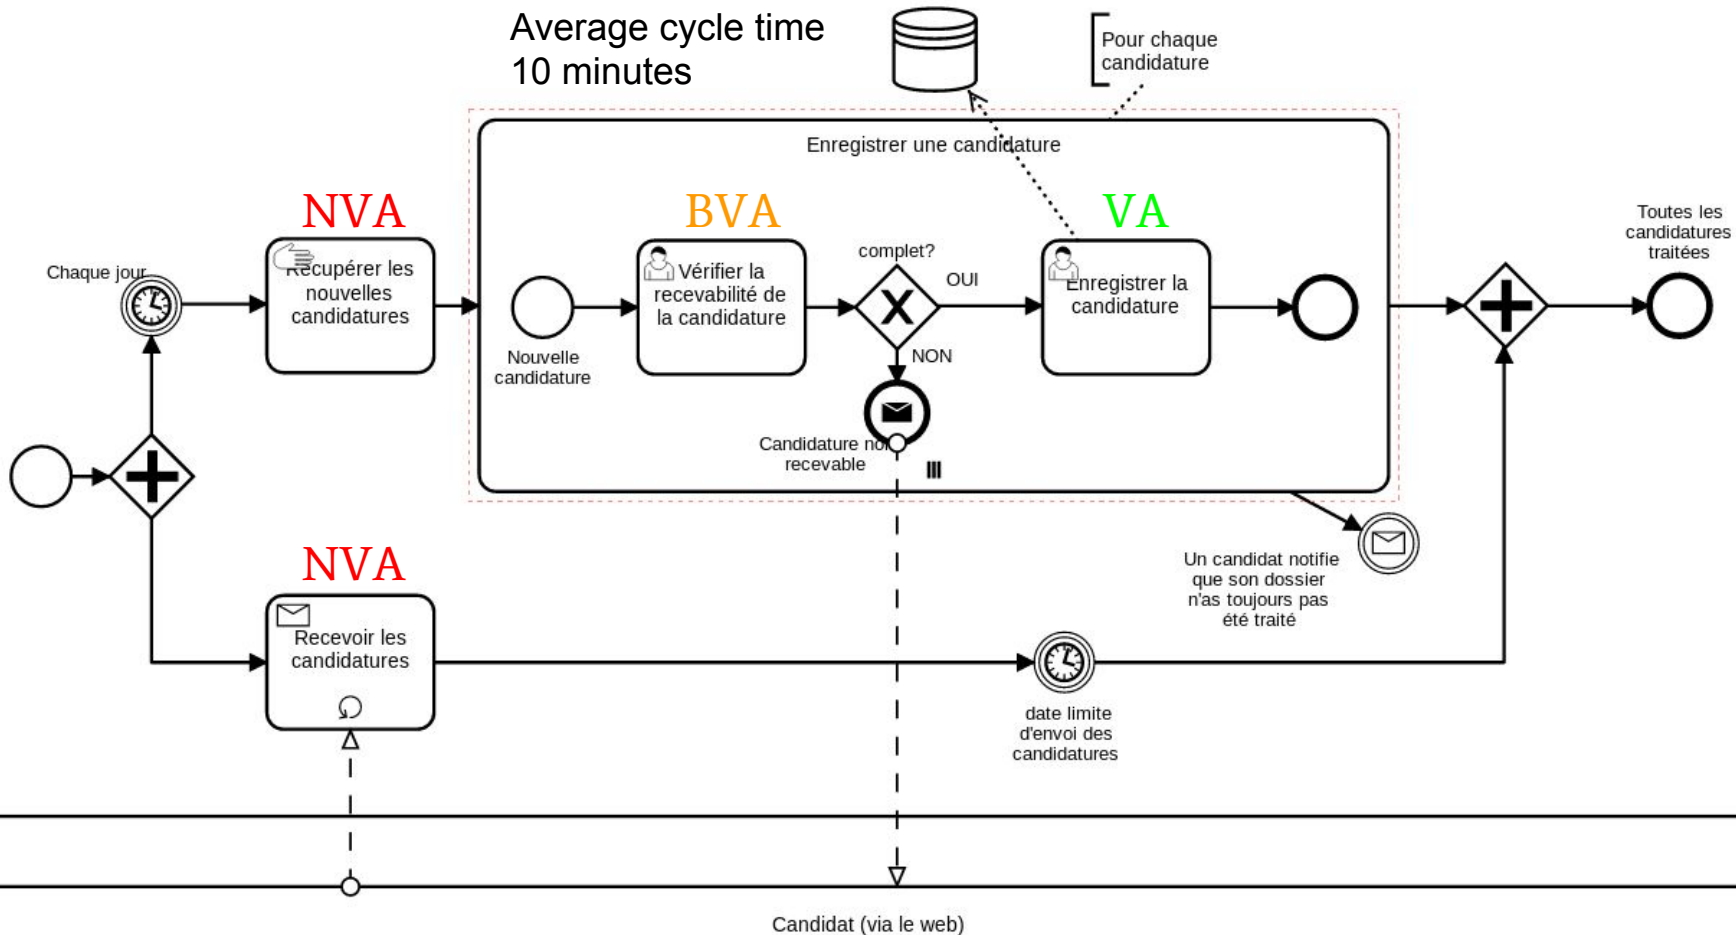 Average cycle time
10 minutes
Pour chaque
candidature
Enregistrer une candidature
NVA
BVA
VA
Chaque jour
Récupérer les
nouvelles
candidatures
Nouvelle
candidature
Vérifier la
recevabilité de
la candidature
complet?
OUI
NON
Enregistrer la
candidature
Toutes les
candidatures
traitées
Candidature non
recevable
NVA
Recevoir les
candidatures
Un candidat notifie
que son dossier
n'as toujours pas
été traité
date limite
d'envoi des
candidatures
Candidat (via le web)